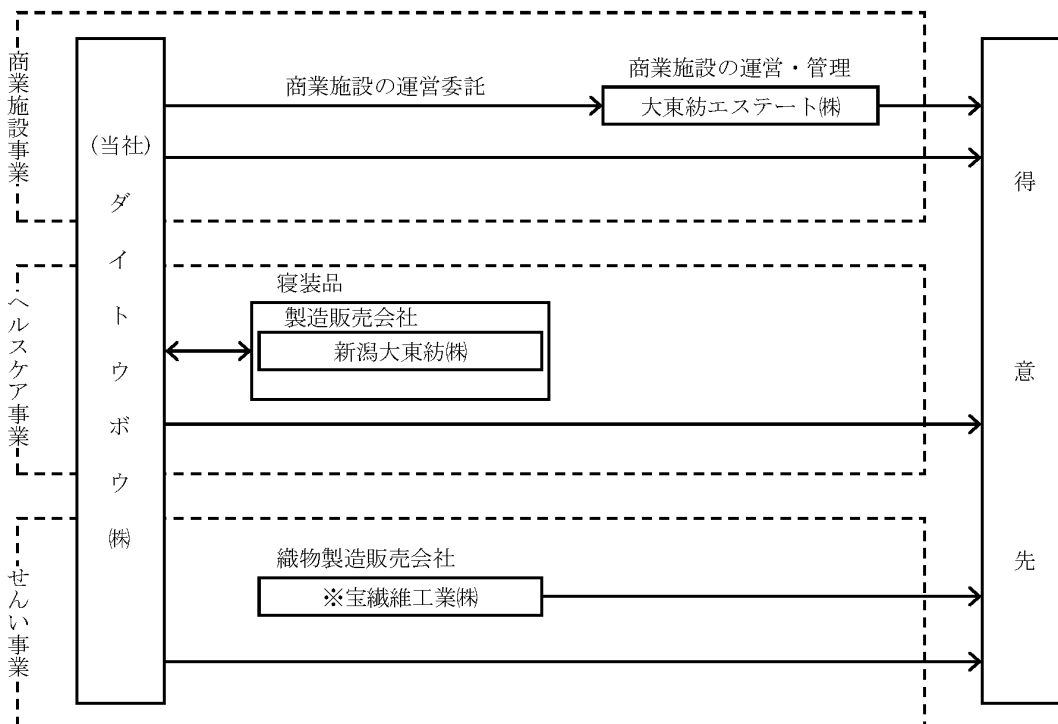 商業施設事業
(当社)
ダイトウボウ㈱
商業施設の運営委託
商業施設の運営・管理
大東紡エステート㈱
ヘルスケア事業
寝装品
製造販売会社
新潟大東紡㈱
せんい事業
織物製造販売会社
※宝繊維工業㈱
得意先